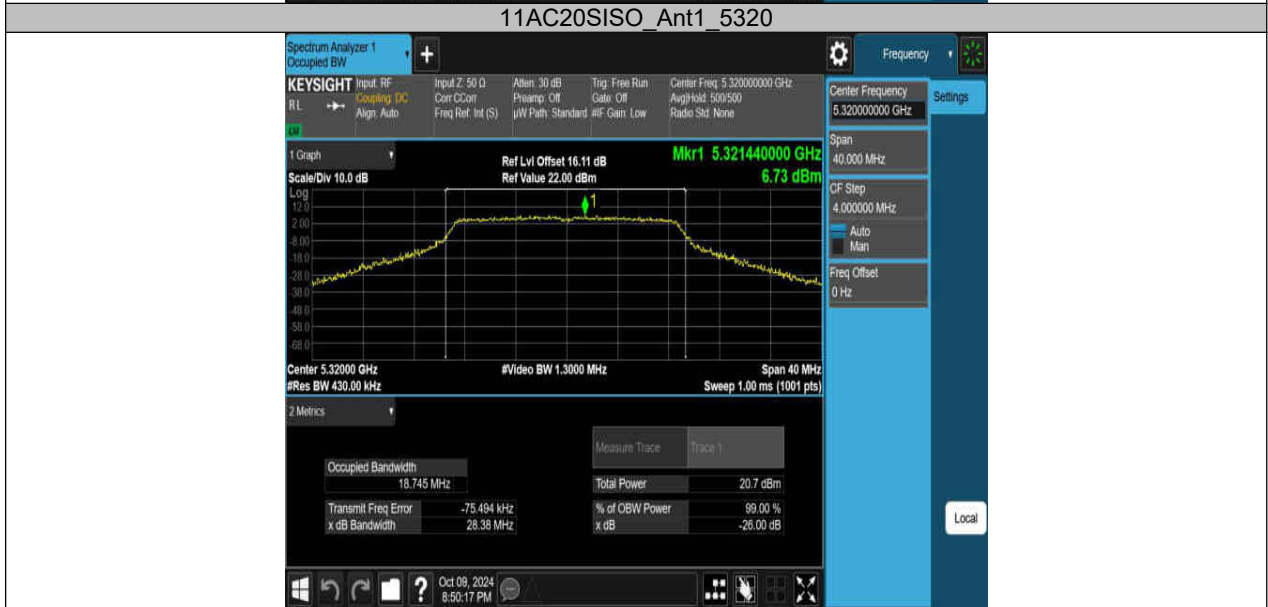 11AC20SISO_Ant1_5320
Spectrum Analyzer 1
Occupied BW
+
Frequency
KEYSIGHT
RL
LM
Input: RF
Coupling: DC
Align: Auto
Input Z: 50 Ω
Corr CCorr
Freq Ref: Int (S)
Atten: 30 dB
Preamp: Off
µW Path: Standard
Trig: Free Run
Gate: Off
#IF Gain: Low
Center Freq: 5.320000000 GHz
Avg|Hold: 500/500
Radio Std: None
Center Frequency
5.320000000 GHz
Settings
Span
40.000 MHz
CF Step
4.000000 MHz
Auto
Man
Freq Offset
0 Hz
Local
1 Graph
Scale/Div 10.0 dB
Ref Lvl Offset 16.11 dB
Ref Value 22.00 dBm
Mkr1 5.321440000 GHz
6.73 dBm
Log
12.0
2.00
-8.00
-18.0
-28.0
-38.0
-48.0
-58.0
-68.0
1
Center 5.32000 GHz
#Res BW 430.00 kHz
#Video BW 1.3000 MHz
Span 40 MHz
Sweep 1.00 ms (1001 pts)
2 Metrics
Measure Trace Trace 1
Occupied Bandwidth
18.745 MHz
Total Power 20.7 dBm
Transmit Freq Error -75.494 kHz
% of OBW Power 99.00 %
x dB Bandwidth 28.38 MHz
x dB -26.00 dB
?
Oct 09, 2024
8:50:17 PM